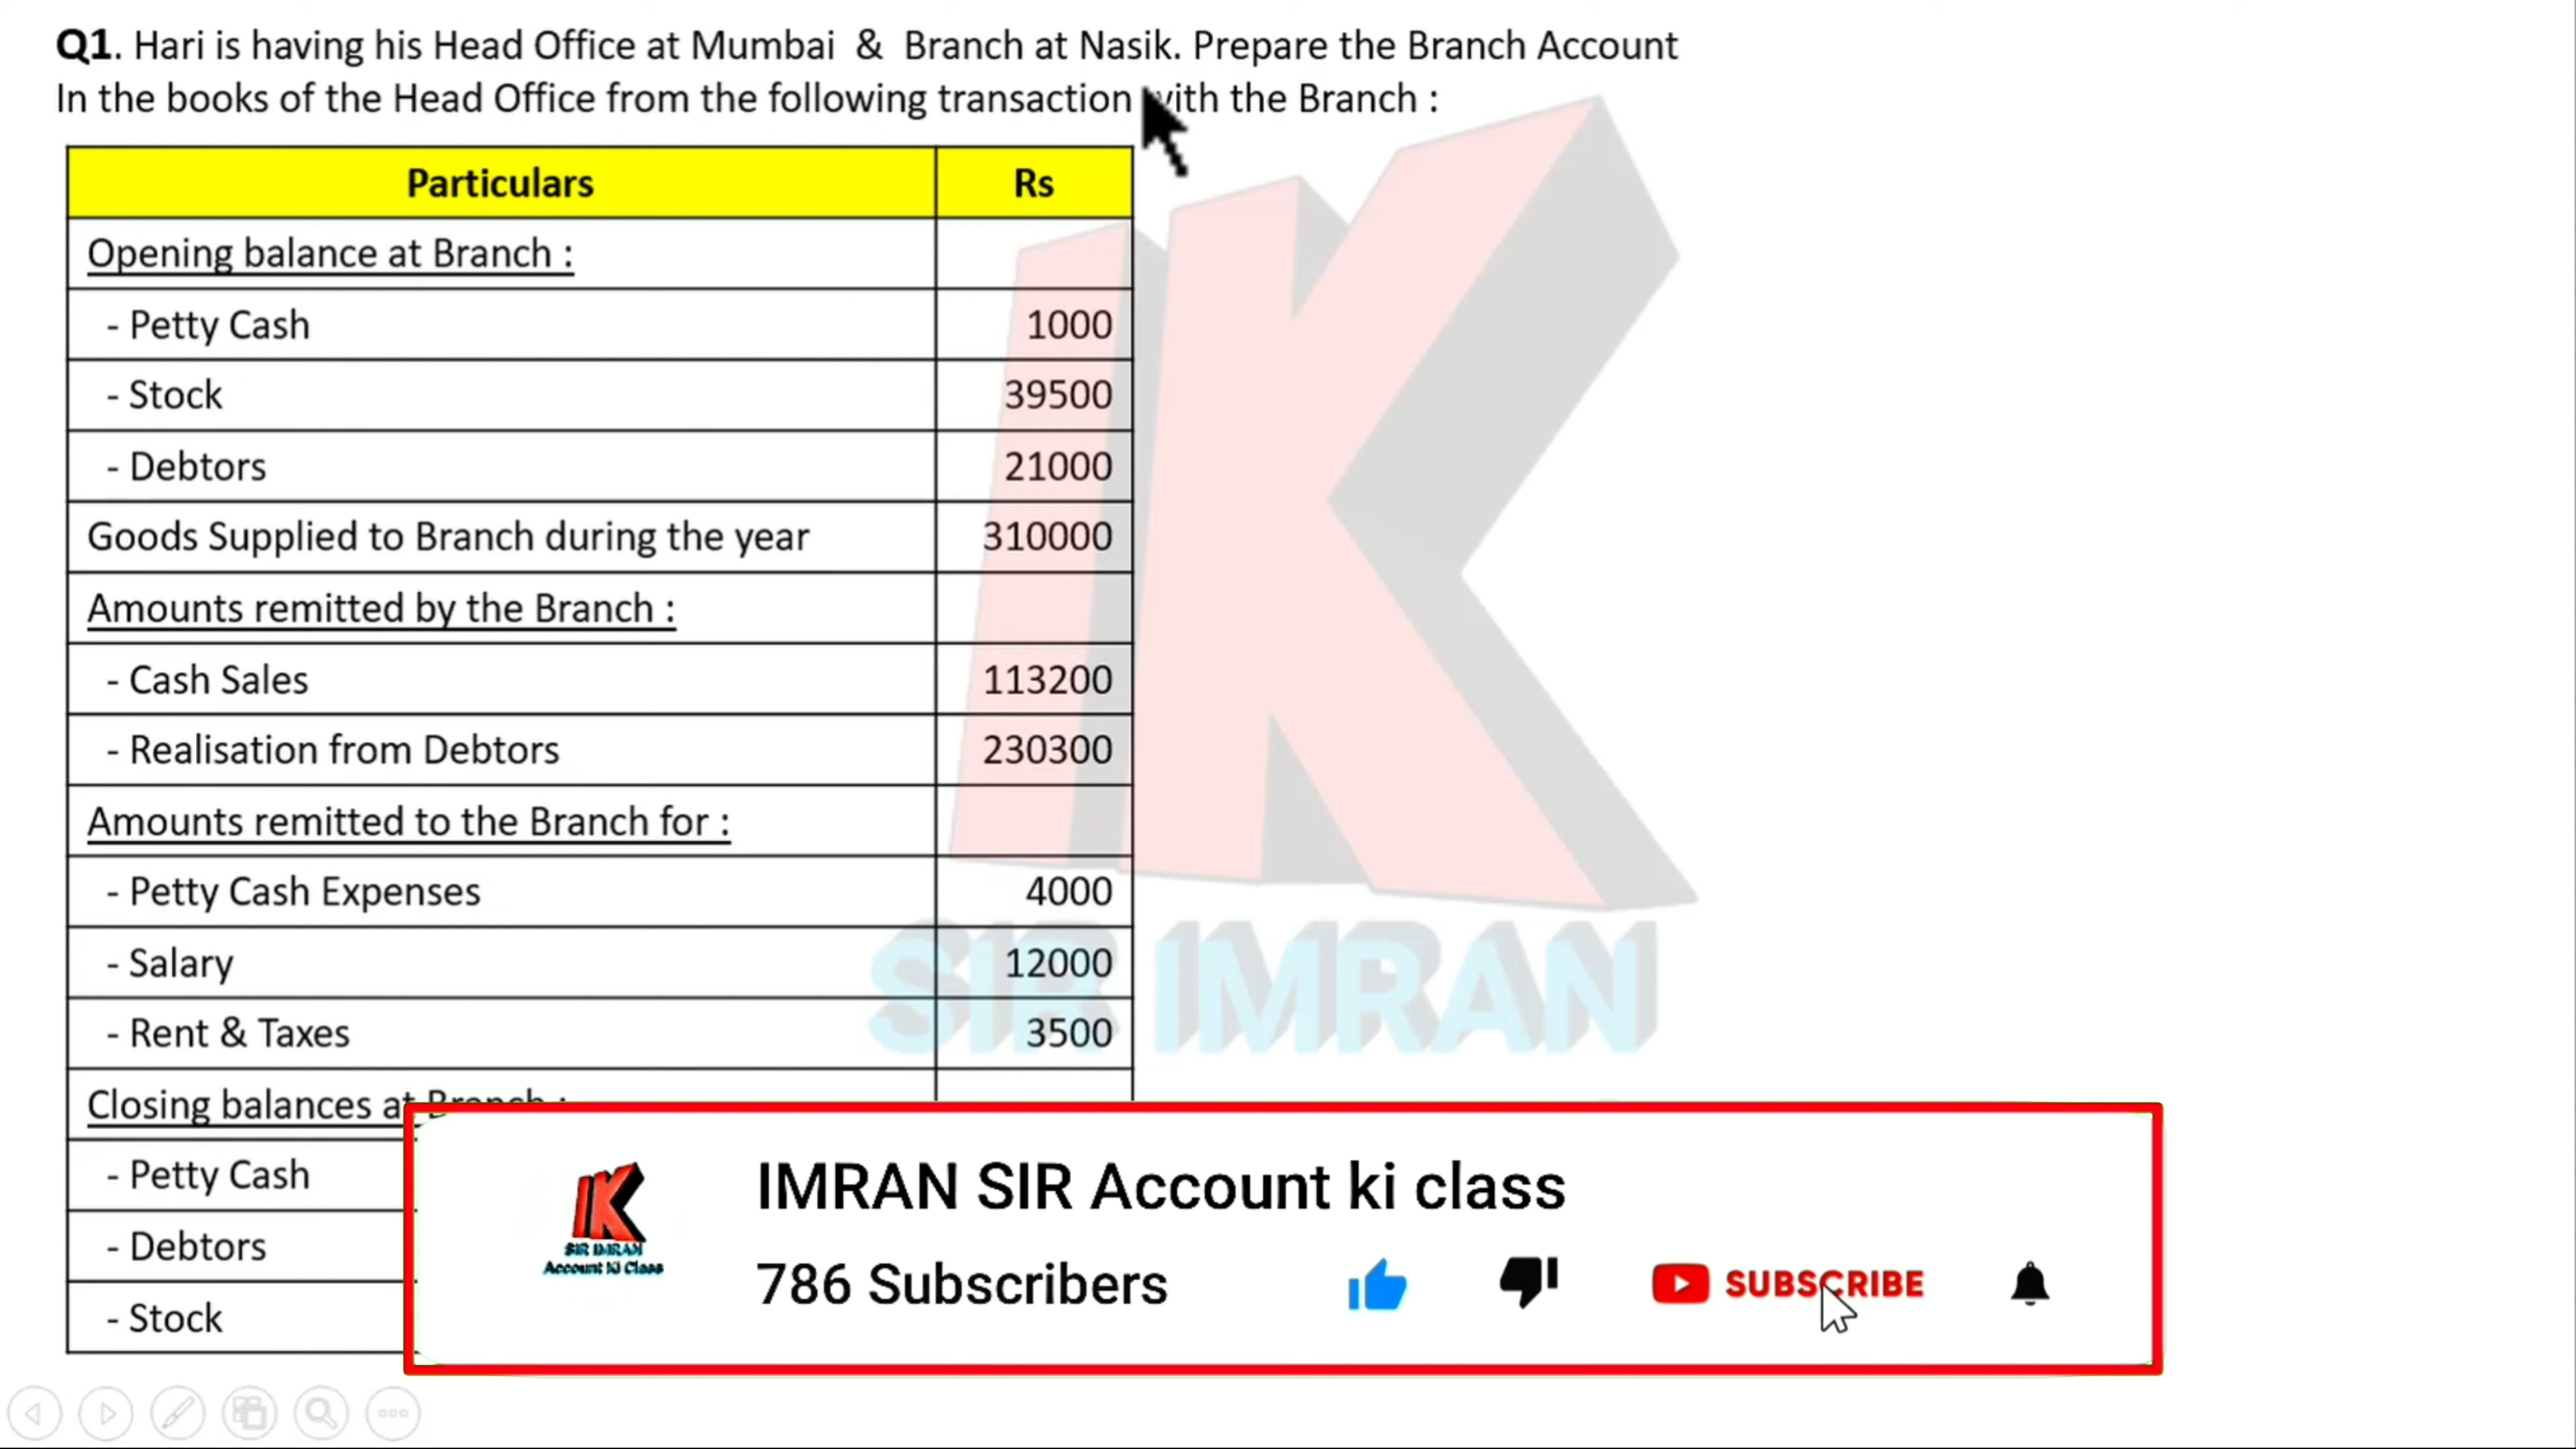 Q1. Hari is having his Head Office at Mumbai & Branch at Nasik. Prepare the Branch Account
In the books of the Head Office from the following transaction with the Branch :
Particulars Rs
Opening balance at Branch :
- Petty Cash 1000
- Stock 39500
- Debtors 21000
Goods Supplied to Branch during the year 310000
Amounts remitted by the Branch :
- Cash Sales 113200
- Realisation from Debtors 230300
Amounts remitted to the Branch for :
- Petty Cash Expenses 4000
- Salary 12000
- Rent & Taxes 3500
Closing balances at Branch :
- Petty Cash
- Debtors
- Stock
IK
SIR IMRAN
IK
SIR IMRAN
Account Ki Class
IMRAN SIR Account ki class
786 Subscribers
SUBSCRIBE